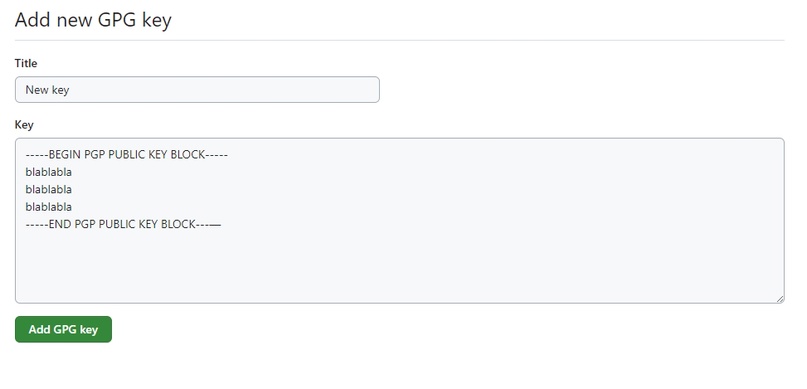 Add new GPG key
Title
New key
Key
-----BEGIN PGP PUBLIC KEY BLOCK-----
blablabla
blablabla
blablabla
-----END PGP PUBLIC KEY BLOCK---—
Add GPG key